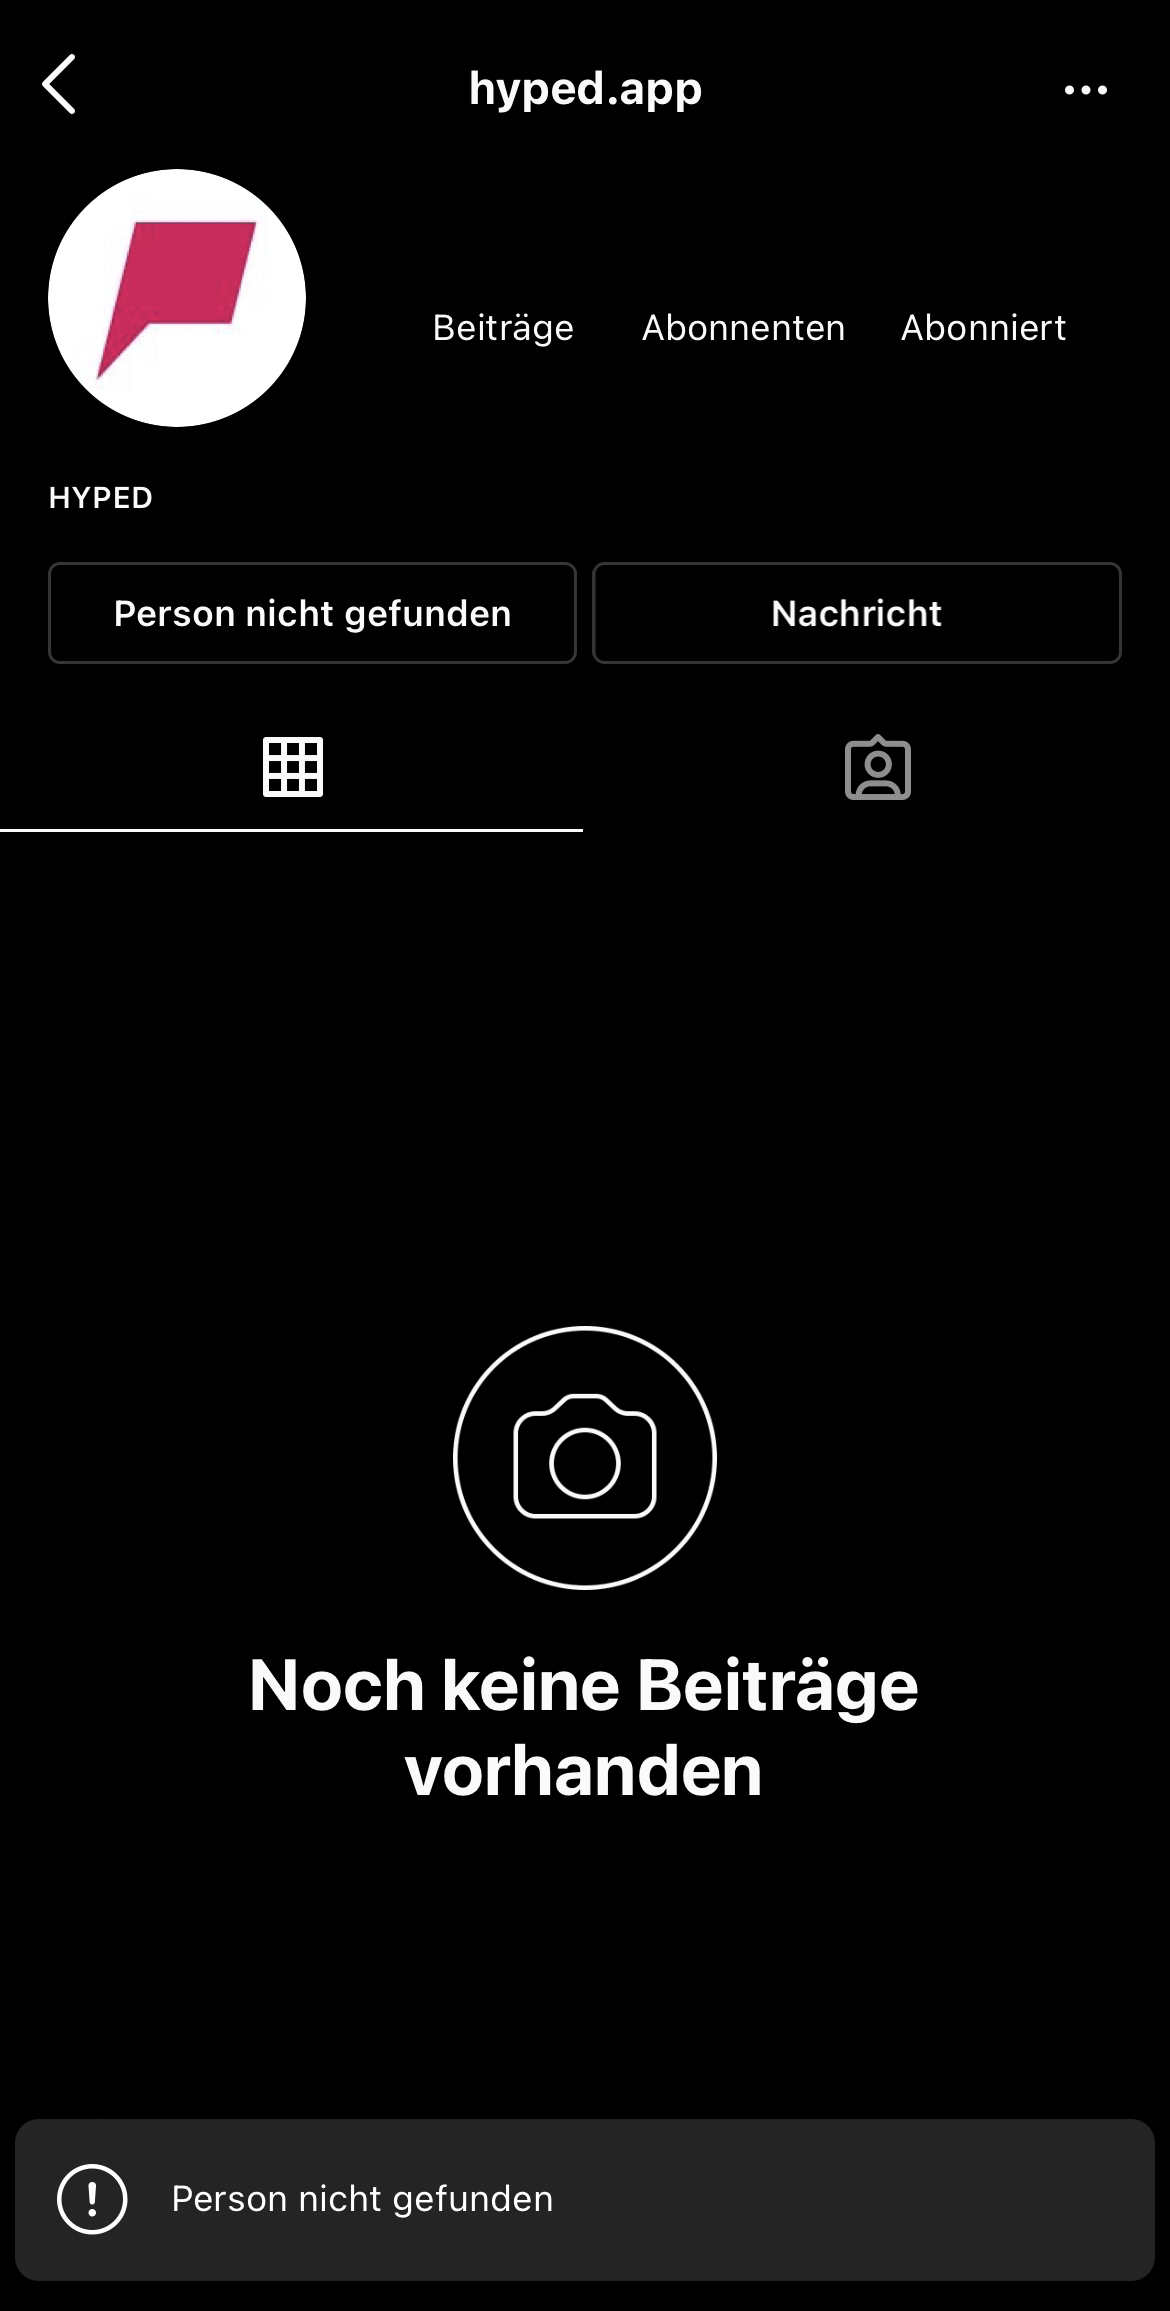 hyped.app
Beiträge Abonnenten Abonniert
HYPED
Person nicht gefunden Nachricht
Noch keine Beiträge
vorhanden
Person nicht gefunden